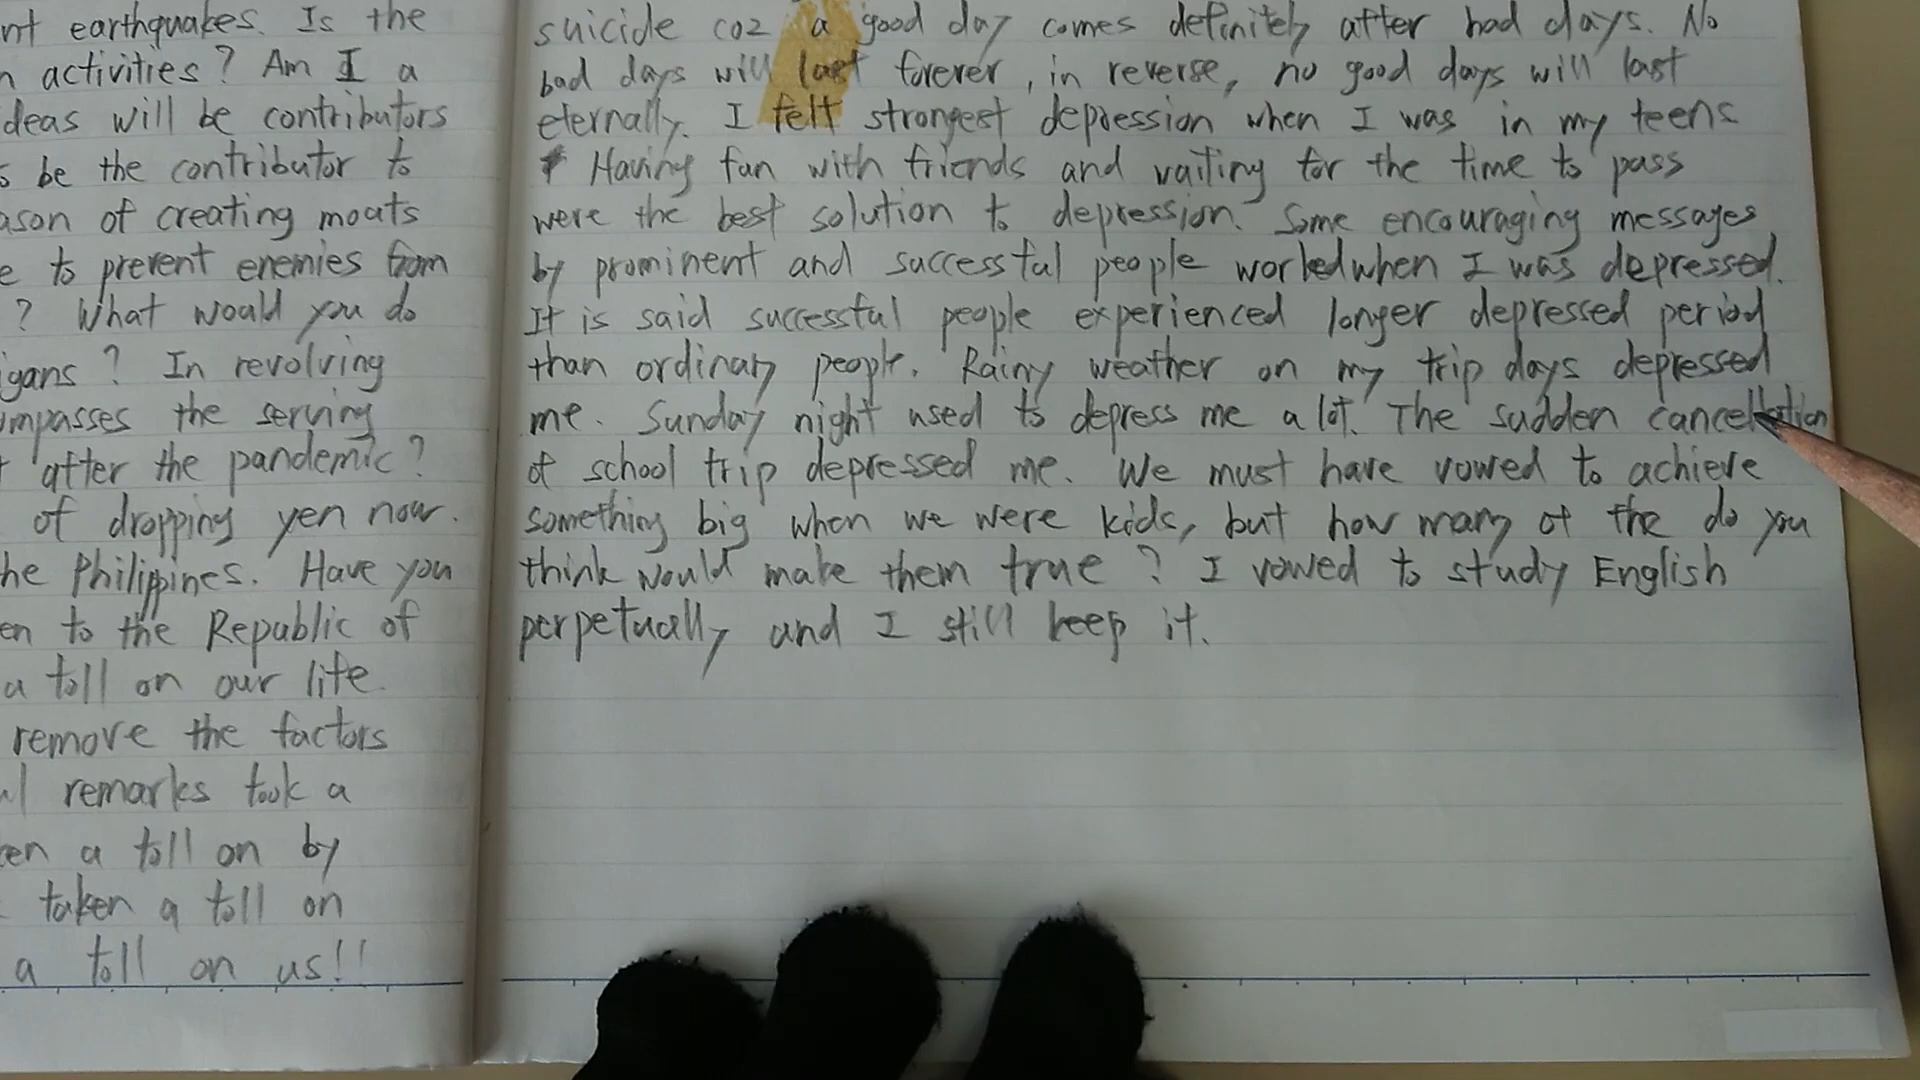 nt earthquakes. Is the
n activities? Am I a
deas will be contributors
s be the contributor to
ason of creating moats
e to prevent enemies from
? What would you do
igans? In revolving
mpasses the serving
after the pandemic?
of dropping yen now.
he Philippines. Have you
en to the Republic of
a toll on our life.
remove the factors
l remarks took a
en a toll on by
taken a toll on
a toll on us!!
suicide coz a good day comes definitely after bad days. No
bad days will last forever, in reverse, no good days will last
eternally. I felt strongest depression when I was in my teens
Having fun with friends and vaiting for the time to pass
were the best solution to depression. Some encouraging messages
by prominent and successful people worked when I was depressed.
It is said successful people experienced longer depressed period
than ordinary people. Rainy weather on my trip days depressed
me. Sunday night used to depress me a lot. The sudden cancellation
of school trip depressed me. We must have vowed to achieve
something big when we were kids, but how many of the do you
think would make them true? I vowed to study English
perpetually and I still keep it.